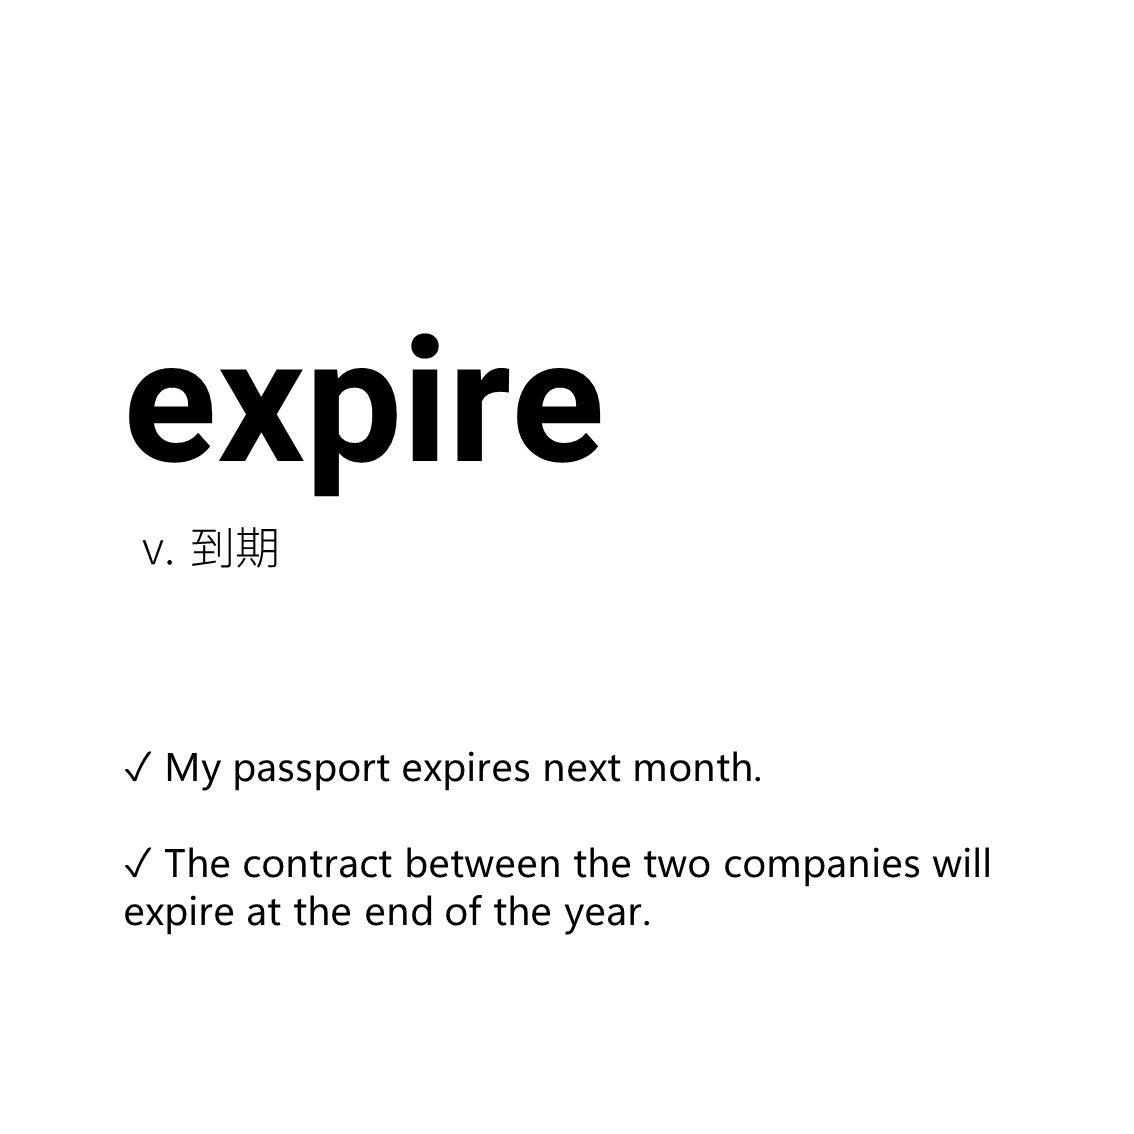 expire
v. 到期
✓ My passport expires next month.
✓ The contract between the two companies will
expire at the end of the year.